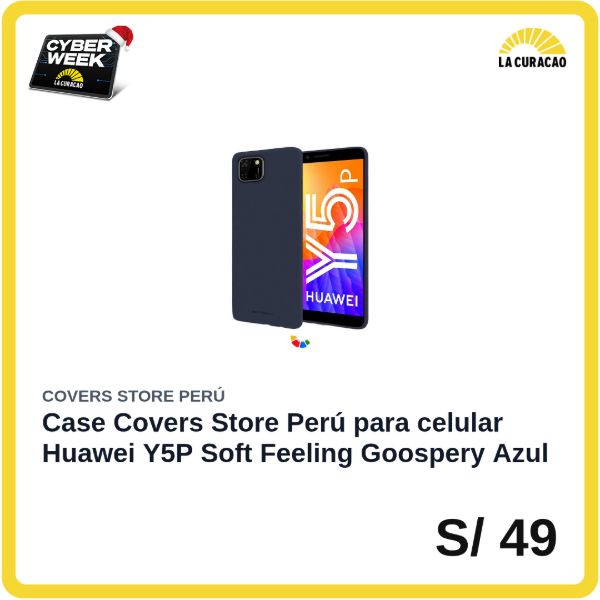 CYBER
WEEK
LA CURACAO
LA CURACAO
Y5P
HUAWEI
COVERS STORE PERÚ
Case Covers Store Perú para celular
Huawei Y5P Soft Feeling Goospery Azul
S/ 49